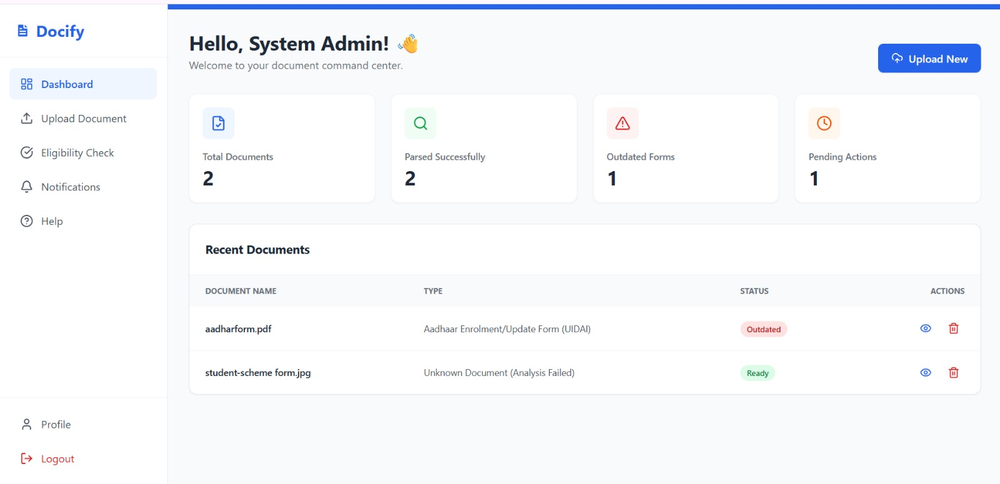 Docify
Dashboard
Upload Document
Eligibility Check
Notifications
Help
Profile
Logout
Hello, System Admin! 👋
Welcome to your document command center.
Upload New
Total Documents
2
Parsed Successfully
2
Outdated Forms
1
Pending Actions
1
Recent Documents
DOCUMENT NAME TYPE STATUS ACTIONS
aadharform.pdf Aadhaar Enrolment/Update Form (UIDAI) Outdated
student-scheme form.jpg Unknown Document (Analysis Failed) Ready